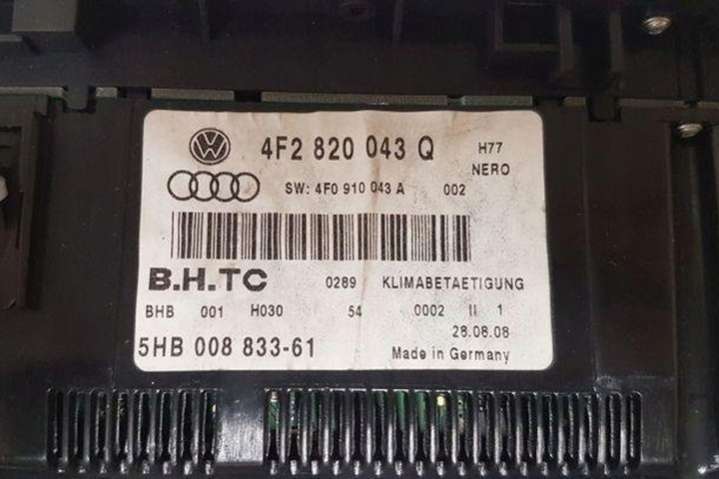 4F2 820 043 Q H77
NERO
SW: 4F0 910 043 A 002
B.H.TC 0289 KLIMABETAETIGUNG
BHB 001 H030 54 0002 II 1
28.08.08
5HB 008 833-61 Made in Germany